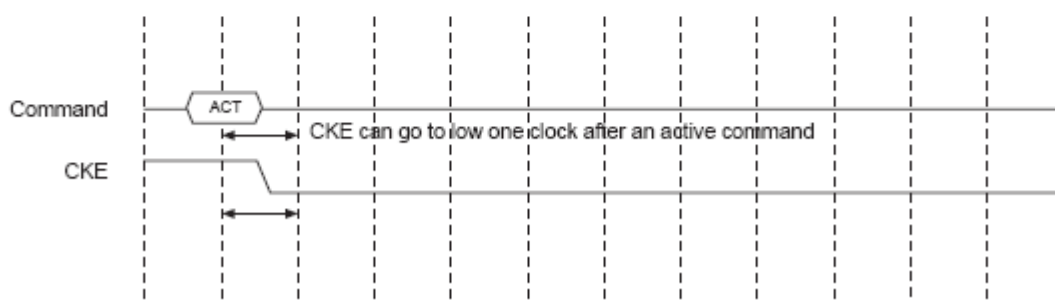 Command
ACT
CKE can go to low one clock after an active command
CKE